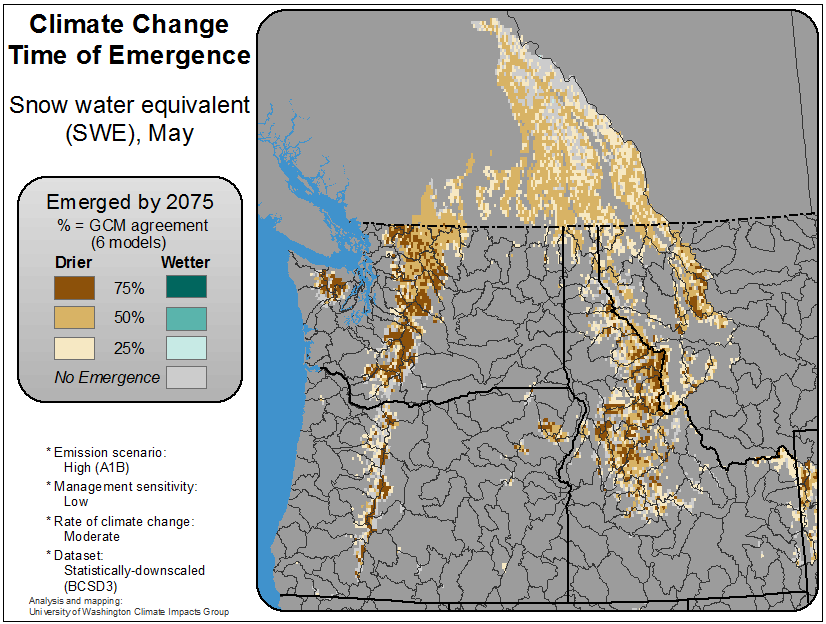 Climate Change
Time of Emergence
Snow water equivalent
(SWE), May
Emerged by 2075
% = GCM agreement
(6 models)
Drier Wetter
75%
50%
25%
No Emergence
* Emission scenario:
High (A1B)
* Management sensitivity:
Low
* Rate of climate change:
Moderate
* Dataset:
Statistically-downscaled
(BCSD3)
Analysis and mapping:
University of Washington Climate Impacts Group